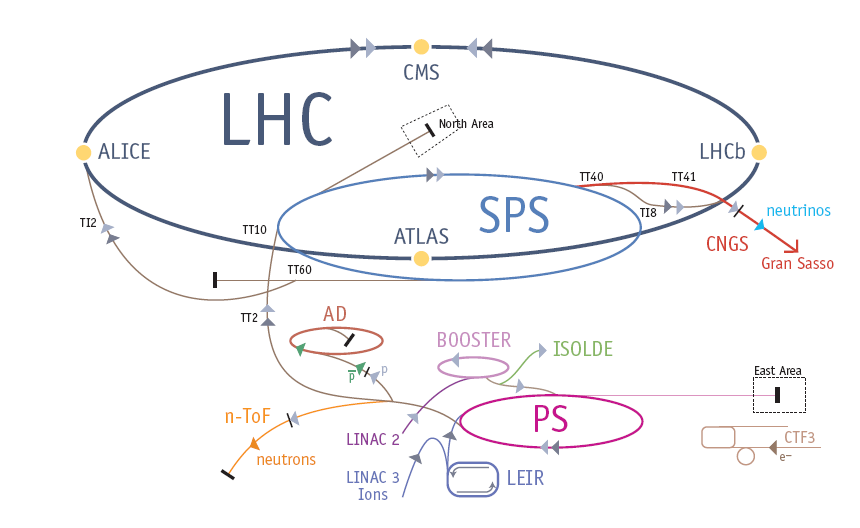 CMS
LHC
North Area
ALICE
LHCb
TT40
TT41
SPS
TI8
neutrinos
TI2
TT10
ATLAS
CNGS
Gran Sasso
TT60
TT2
AD
BOOSTER
ISOLDE
p̅
p
East Area
n-ToF
PS
LINAC 2
CTF3
neutrons
e−
LINAC 3
Ions
LEIR